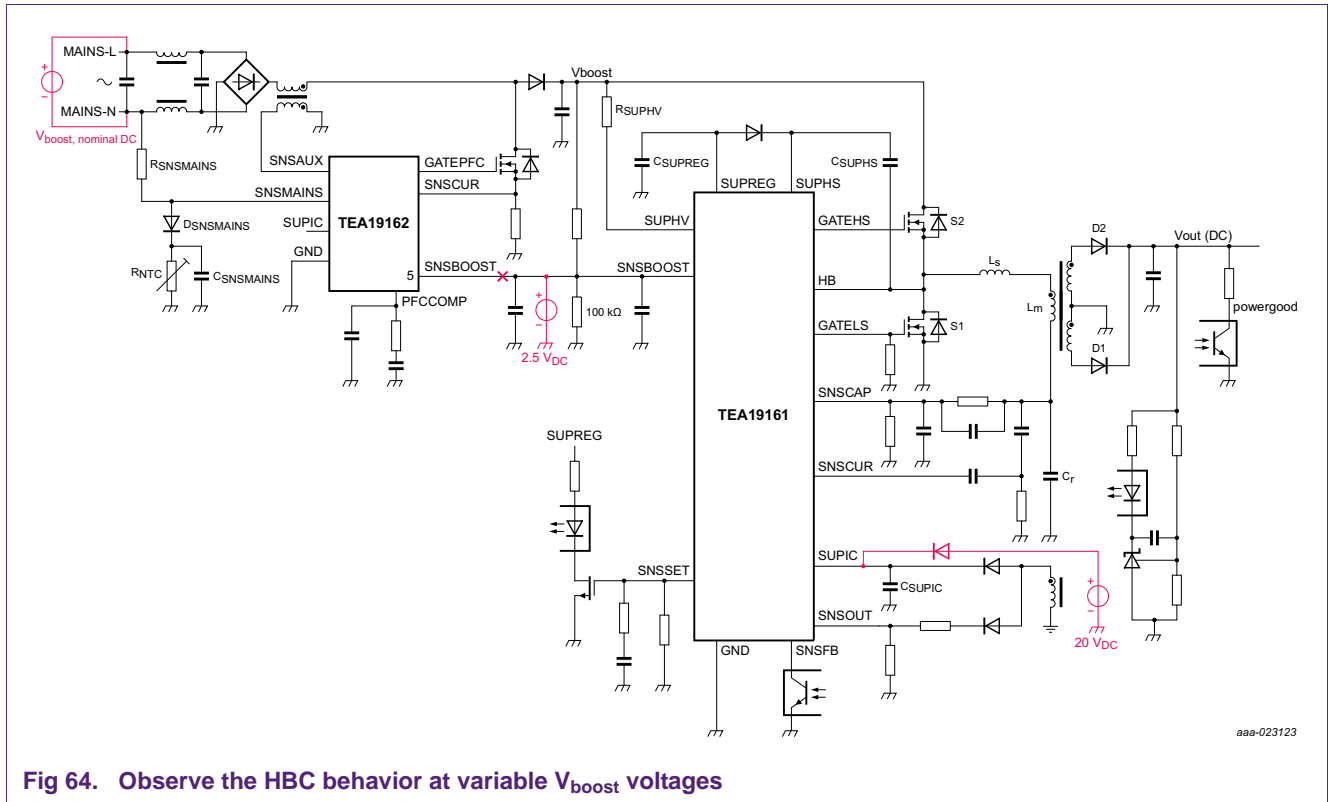 MAINS-L
MAINS-N
V boost, nominal DC
RSNSMAINS
SNSMAINS
DSNSMAINS
RNTC
CSNSMAINS
SNSAUX
SUPIC
GND
TEA19162
GATEPFC
SNSCUR
5
SNSBOOST
PFCCOMP
Vboost
RSUPHV
CSUPREG
CSUPHS
SUPREG
SUPHS
SUPHV
GATEHS
S2
SNSBOOST
HB
100 kΩ
2.5 VDC
GATELS
S1
Ls
Lm
D2
D1
Vout (DC)
powergood
TEA19161
SNSCAP
SNSCUR
Cr
SUPREG
SNSSET
SUPIC
CSUPIC
SNSOUT
20 VDC
GND
SNSFB
aaa-023123
Fig 64. Observe the HBC behavior at variable Vboost voltages